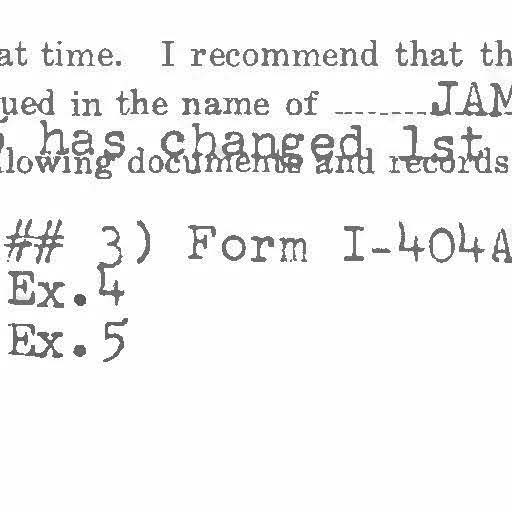 at time. I recommend that th
ued in the name of ........JAM
has changed 1st
llowing documents and records
## 3) Form I-404A
Ex.4
Ex.5